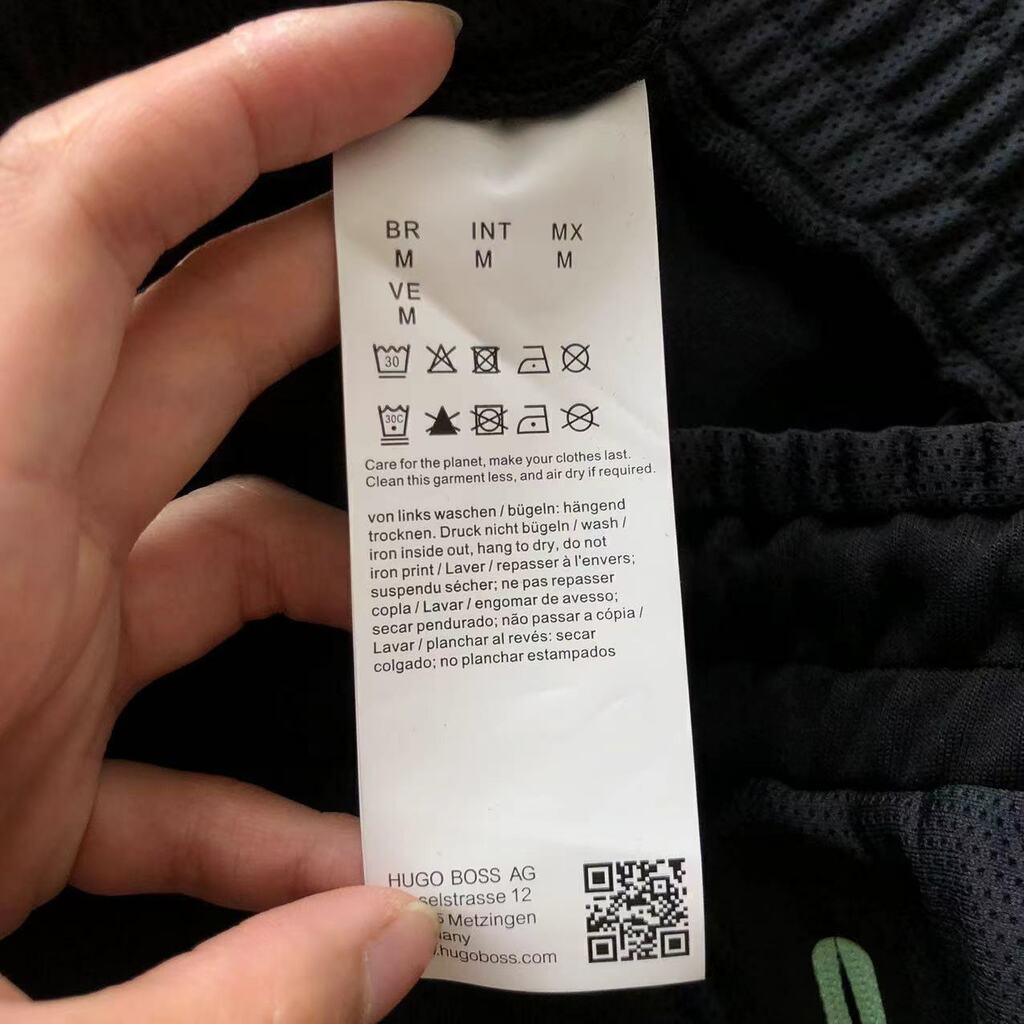 BR INT MX
M M M
VE
M
30
30C
Care for the planet, make your clothes last.
Clean this garment less, and air dry if required.
von links waschen / bügeln: hängend
trocknen. Druck nicht bügeln / wash /
iron inside out, hang to dry, do not
iron print / Laver / repasser à l'envers;
suspendu sécher; ne pas repasser
copla / Lavar / engomar de avesso;
secar pendurado; não passar a cópia /
Lavar / planchar al revés: secar
colgado; no planchar estampados
HUGO BOSS AG
selstrasse 12
5 Metzingen
any
.hugoboss.com